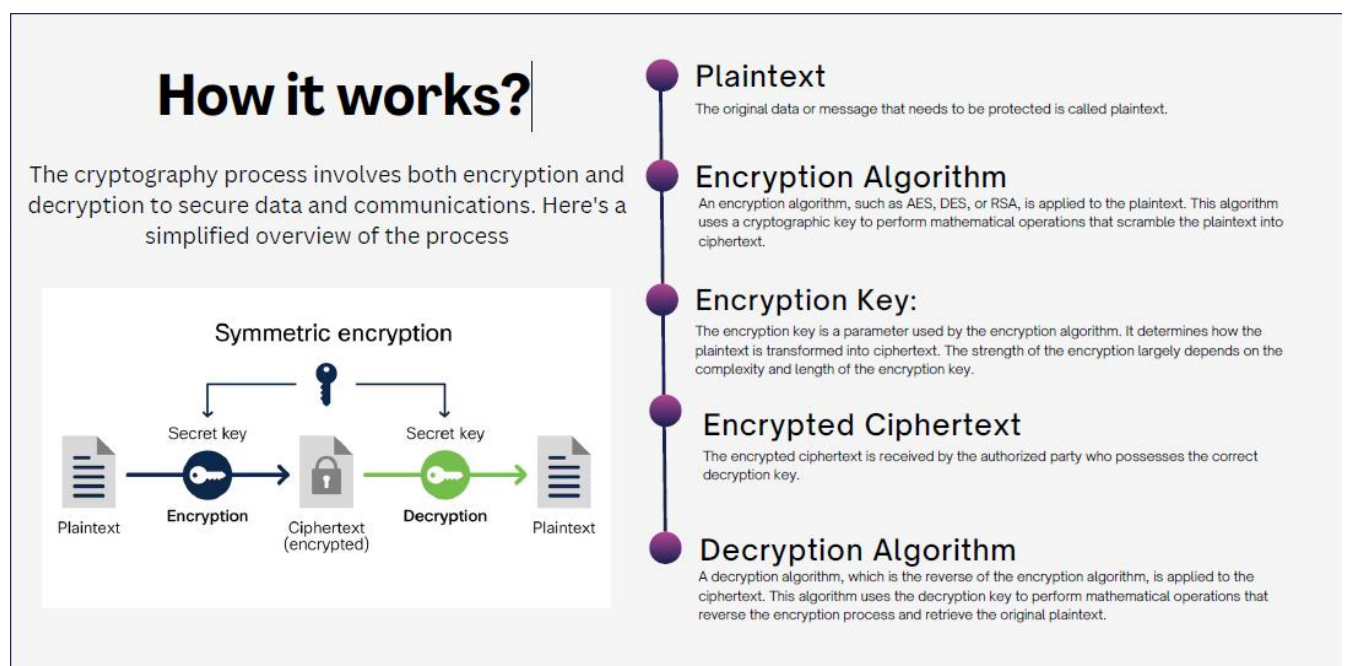 How it works?
The cryptography process involves both encryption and
decryption to secure data and communications. Here's a
simplified overview of the process
Symmetric encryption
Secret key
Secret key
Plaintext
Encryption
Ciphertext
(encrypted)
Decryption
Plaintext
Plaintext
The original data or message that needs to be protected is called plaintext.
Encryption Algorithm
An encryption algorithm, such as AES, DES, or RSA, is applied to the plaintext. This algorithm
uses a cryptographic key to perform mathematical operations that scramble the plaintext into
ciphertext.
Encryption Key:
The encryption key is a parameter used by the encryption algorithm. It determines how the
plaintext is transformed into ciphertext. The strength of the encryption largely depends on the
complexity and length of the encryption key.
Encrypted Ciphertext
The encrypted ciphertext is received by the authorized party who possesses the correct
decryption key.
Decryption Algorithm
A decryption algorithm, which is the reverse of the encryption algorithm, is applied to the
ciphertext. This algorithm uses the decryption key to perform mathematical operations that
reverse the encryption process and retrieve the original plaintext.